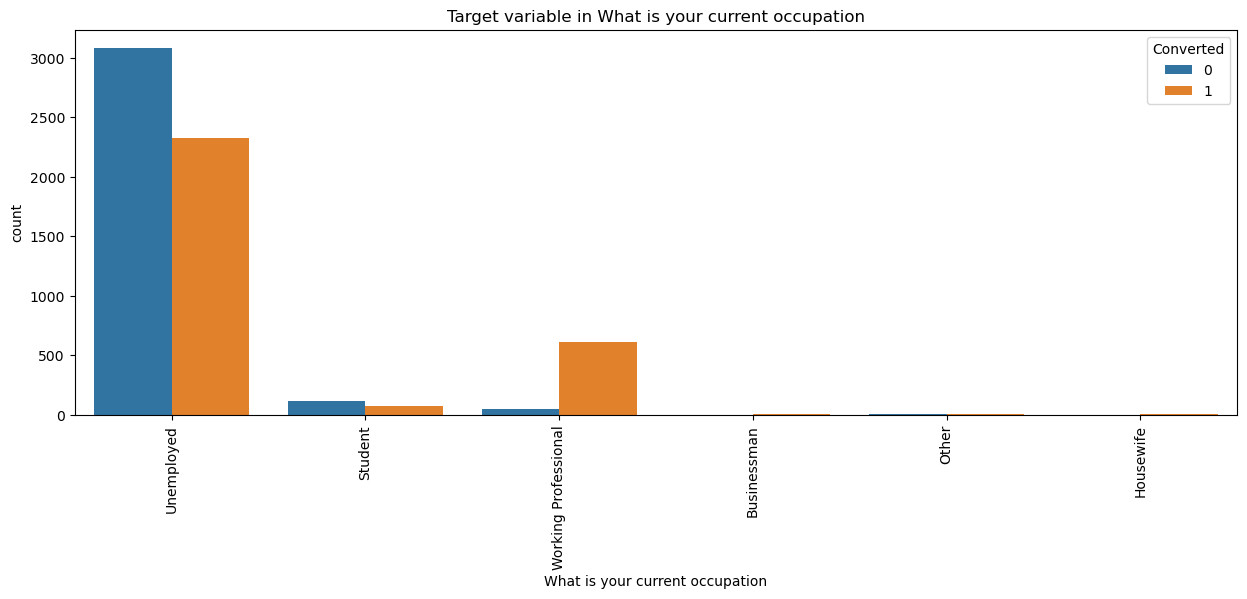 Target variable in What is your current occupation
Converted
0
1
count
3000
2500
2000
1500
1000
500
0
Unemployed
Student
Working Professional
Businessman
Other
Housewife
What is your current occupation